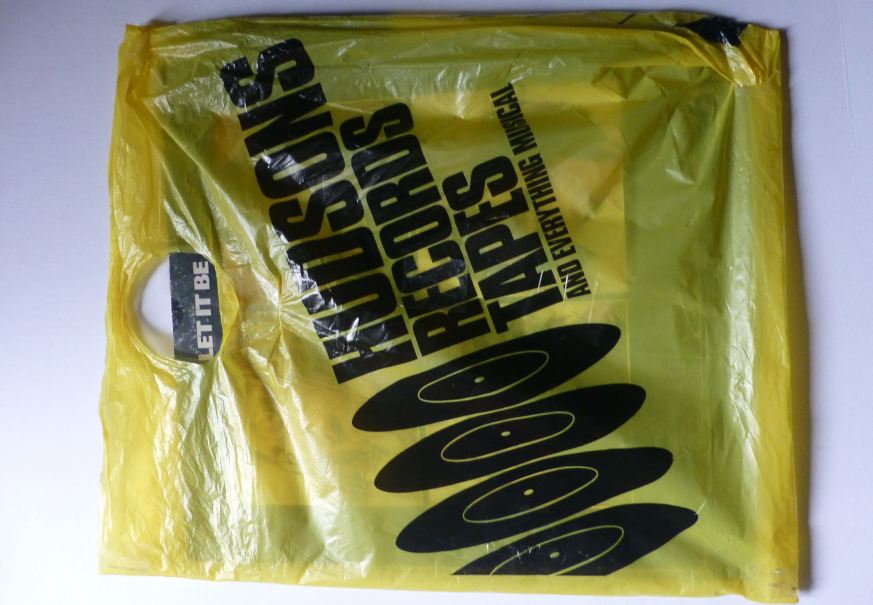 HUDSONS
RECORDS
TAPES
AND EVERYTHING MUSICAL
LET IT BE